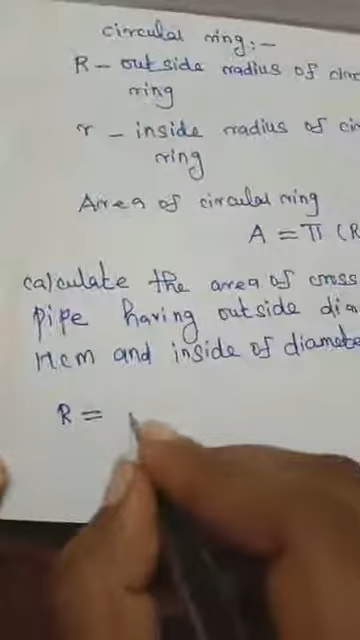 circular ring:-
R - outside radius of
ring
r - inside radius of
ring
Area of circular ring
A = π (R
calculate the area of cross
pipe having outside
and inside of
R =